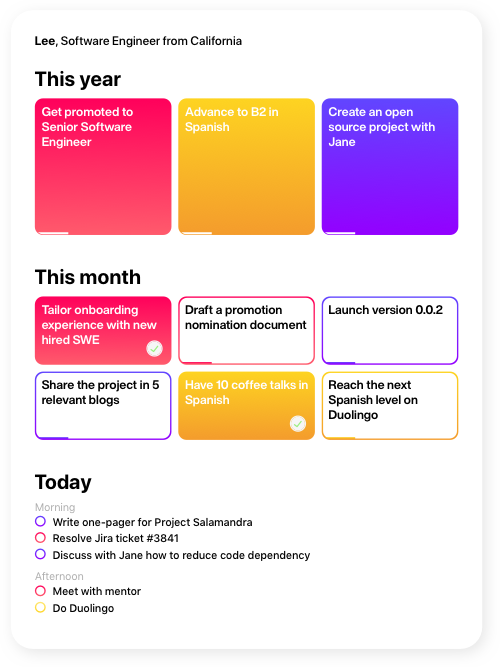 Lee, Software Engineer from California
This year
Get promoted to
Senior Software
Engineer
Advance to B2 in
Spanish
Create an open
source project with
Jane
This month
Tailor onboarding
experience with new
hired SWE
Draft a promotion
nomination document
Launch version 0.0.2
Share the project in 5
relevant blogs
Have 10 coffee talks in
Spanish
Reach the next
Spanish level on
Duolingo
Today
Morning
Write one-pager for Project Salamandra
Resolve Jira ticket #3841
Discuss with Jane how to reduce code dependency
Afternoon
Meet with mentor
Do Duolingo